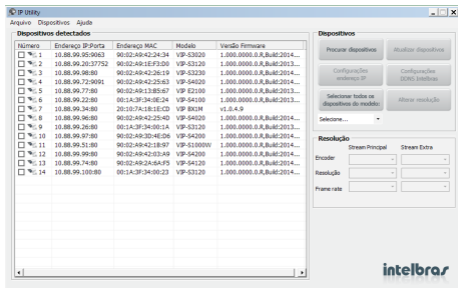 IP Utility
Arquivo Dispositivos Ajuda
Dispositivos detectados
Número Endereço IP:Porta Endereço MAC Modelo Versão Firmware
1 10.88.99.95:9063 90:02:A9:42:24:34 VIP-S3020 1.000.0000.0.R,Build:2014....
2 10.88.99.20:37752 90:02:A9:1E:F3:D0 VIP-S3120 1.000.0000.0.R,Build:2013....
3 10.88.99.98:80 90:02:A9:42:26:19 VIP-S3230 1.000.0000.0.R,Build:2014....
4 10.88.99.72:9091 90:02:A9:42:25:63 VIP-S4020 1.000.0000.0.R,Build:2014....
5 10.88.99.77:80 90:02:A9:13:B5:67 VIP E2100 1.000.0000.0.R,Build:2013....
6 10.88.99.22:80 00:1A:3F:34:0E:24 VIP-S4100 1.000.0000.0.R,Build:2013....
7 10.88.99.34:80 20:10:7A:18:1E:CD VIP BX1M v1.0.4.9
8 10.88.99.96:80 90:02:A9:42:25:4D VIP-S4020 1.000.0000.0.R,Build:2014....
9 10.88.99.26:80 00:1A:3F:34:00:1A VIP-S3120 1.000.0000.0.R,Build:2013....
10 10.88.99.97:80 90:02:A9:3D:4E:D6 VIP-S4200 1.000.0000.0.R,Build:2014....
11 10.88.99.51:80 90:02:A9:42:1B:97 VIP-S1000W 1.000.0000.0.R,Build:2014....
12 10.88.99.99:80 90:02:A9:42:03:A9 VIP-S4200 1.000.0000.0.R,Build:2014....
13 10.88.99.74:80 90:02:A9:2A:6A:F5 VIP-S4120 1.000.0000.0.R,Build:2014....
14 10.88.99.100:80 00:1A:3F:34:00:23 VIP-S3120 1.000.0000.0.R,Build:2014....
Dispositivos
Procurar dispositivos Atualizar dispositivos
Configurações endereço IP Configurações DDNS Intelbras
Selecionar todos os dispositivos do modelo: Alterar resolução
Selecione...
Resolução
Stream Principal Stream Extra
Encoder
Resolução
Frame rate
intelbras